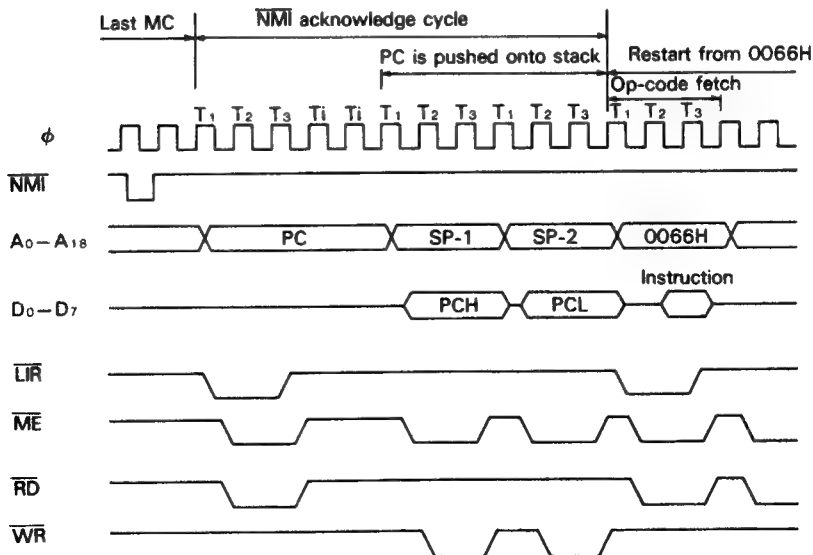 Last MC
NMI acknowledge cycle
PC is pushed onto stack
Restart from 0066H
Op-code fetch
T1 T2 T3 Ti Ti T1 T2 T3 T1 T2 T3 T1 T2 T3
φ
NMI
A0–A18 PC SP-1 SP-2 0066H
Instruction
D0–D7 PCH PCL
LIR
ME
RD
WR